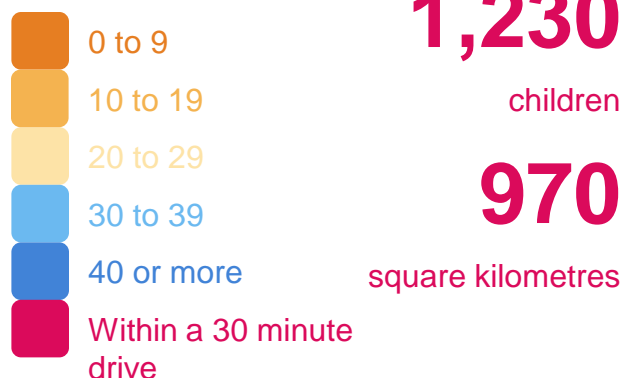 0 to 9
10 to 19
20 to 29
30 to 39
40 or more
Within a 30 minute
drive
1,230
children
970
square kilometres